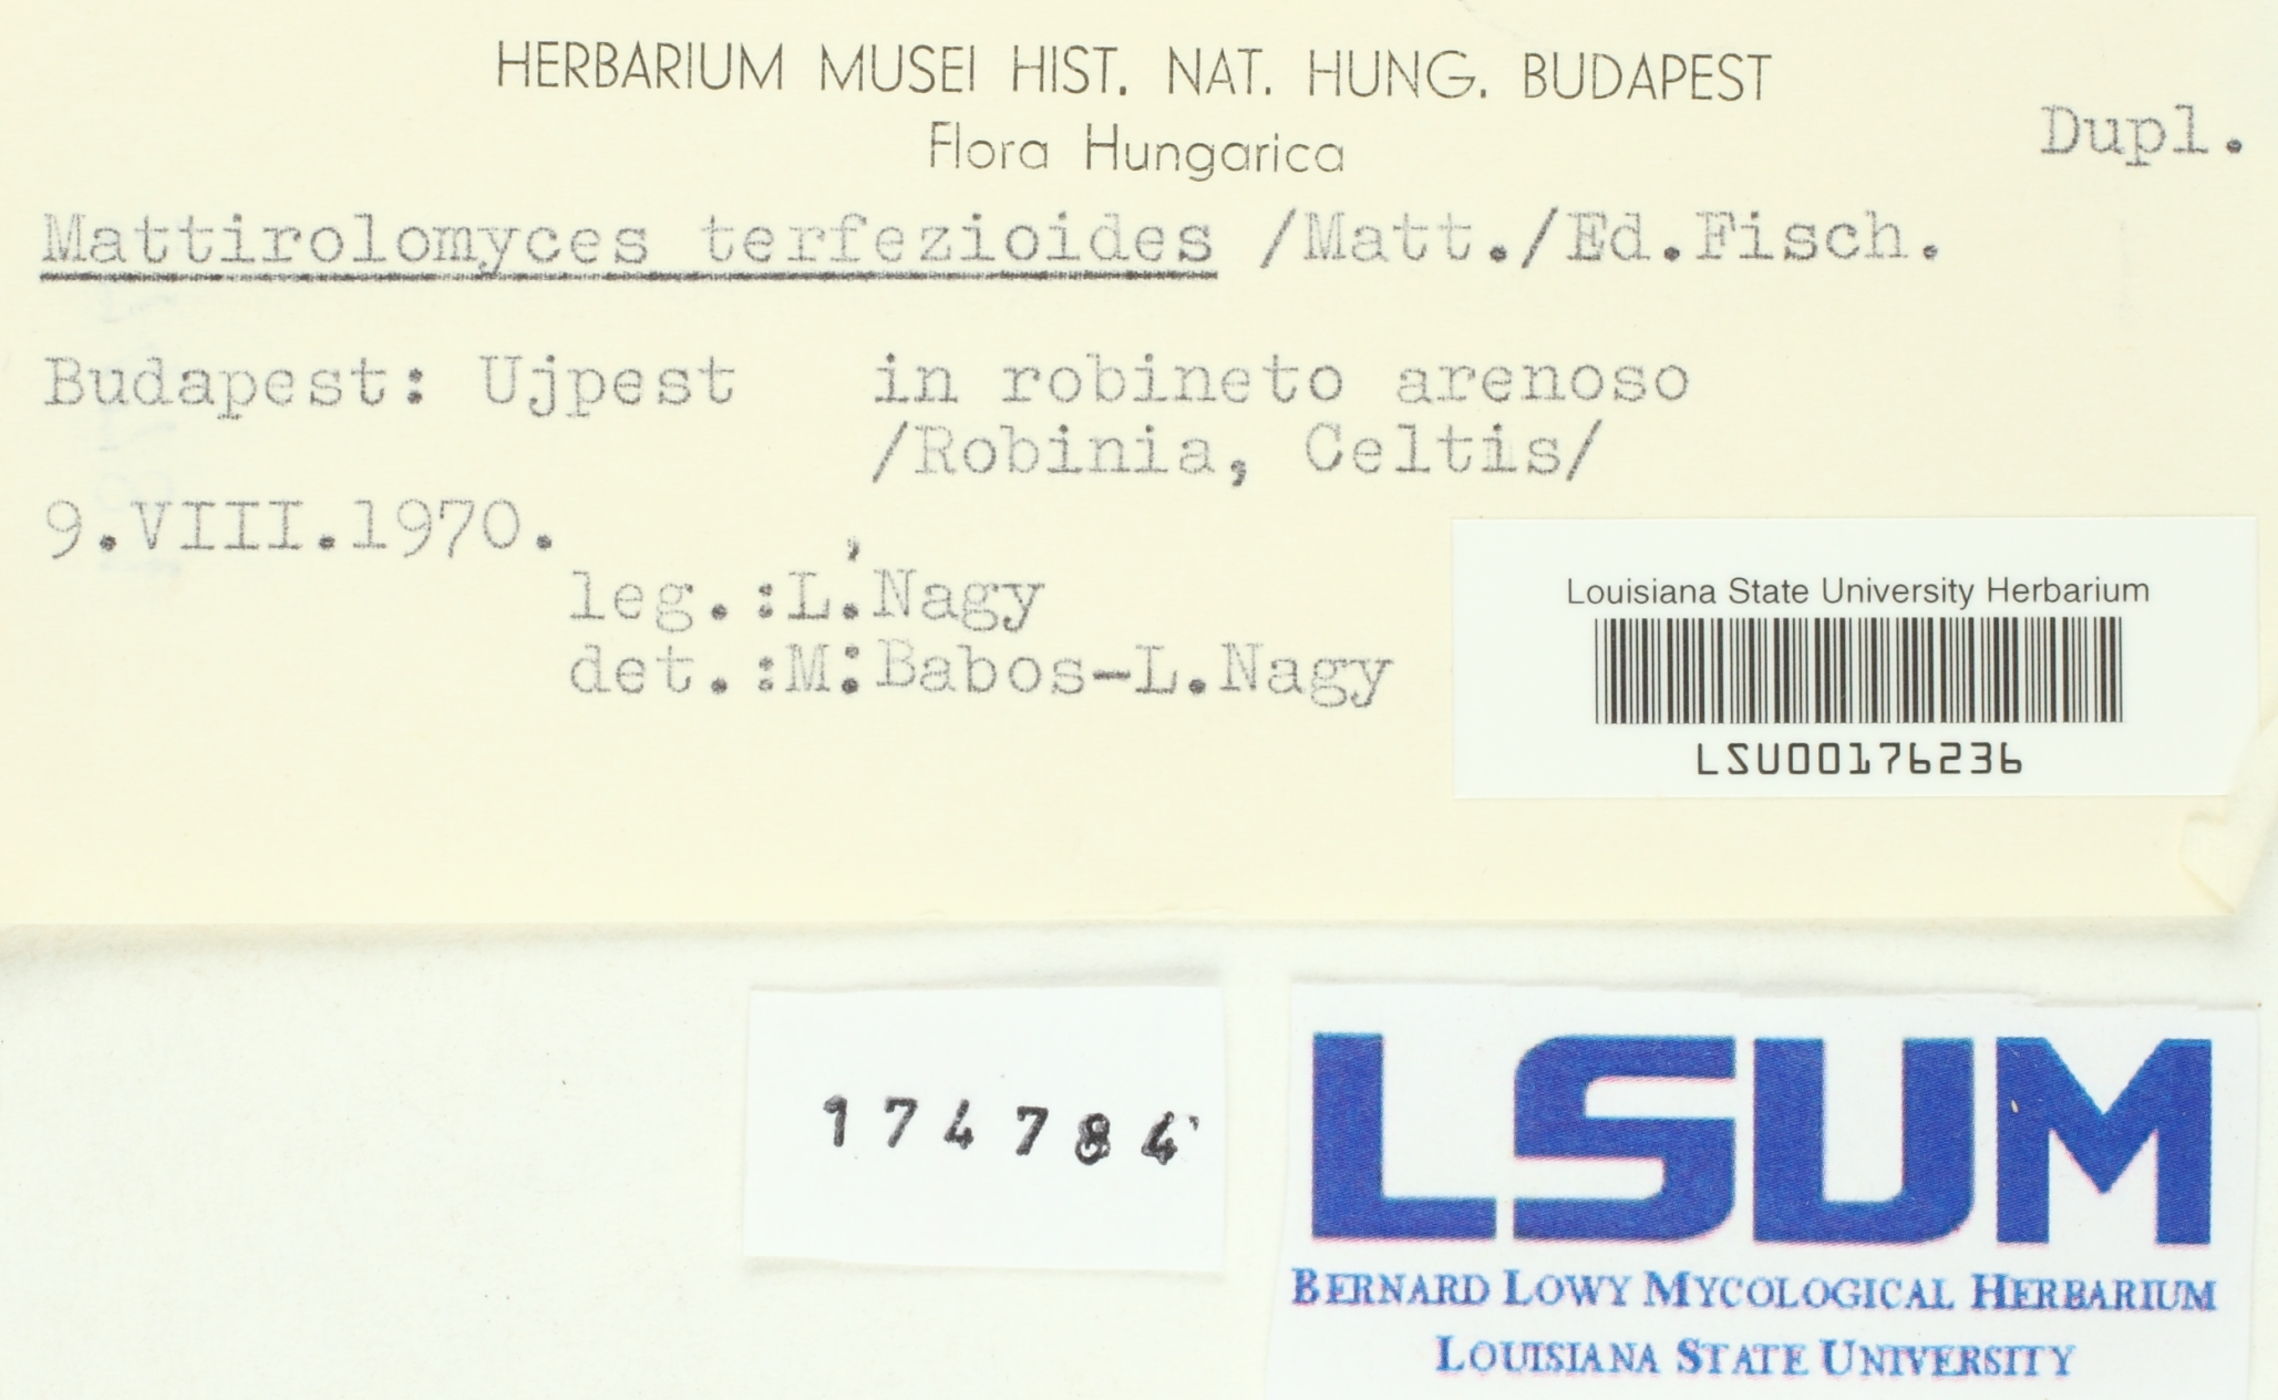 HERBARIUM MUSEI HIST. NAT. HUNG. BUDAPEST
Flora Hungarica
Dupl.
Mattirolomyces terfezioides /Matt./Ed.Fisch.
Budapest: Ujpest in robineto arenoso
/Robinia, Celtis/
9.VIII.1970.
leg.:L.Nagy
det.:M.Babos-L.Nagy
Louisiana State University Herbarium
LSU00176236
174784
LSUM
BERNARD LOWY MYCOLOGICAL HERBARIUM
LOUISIANA STATE UNIVERSITY